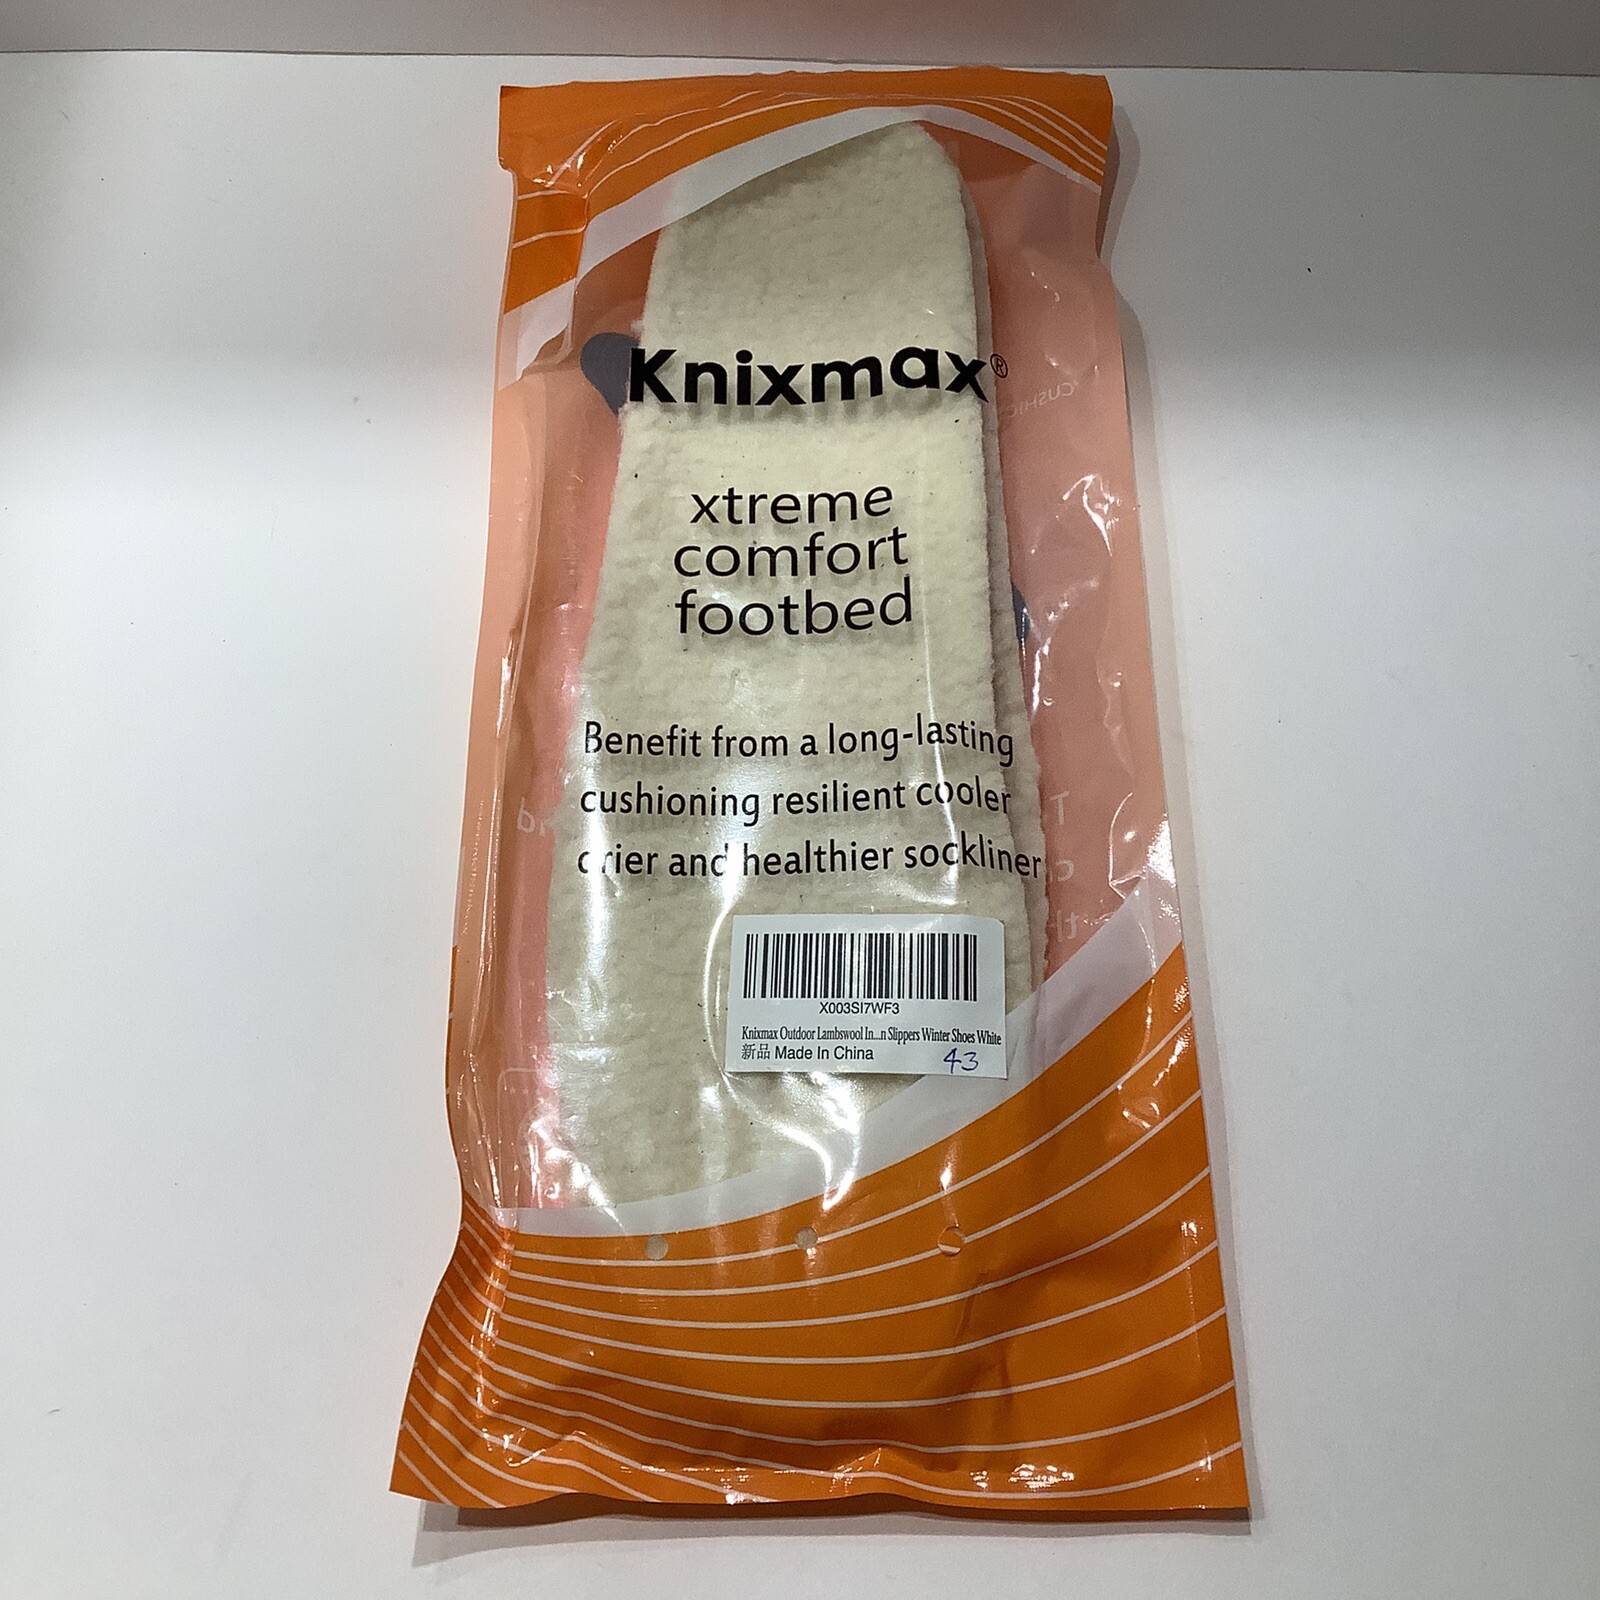 Knixmax®
xtreme
comfort
footbed
Benefit from a long-lasting
cushioning resilient cooler
drier and healthier sockliner
X003SI7WF3
Knixmax Outdoor Lambswool In...n Slippers Winter Shoes White
新品 Made In China
43